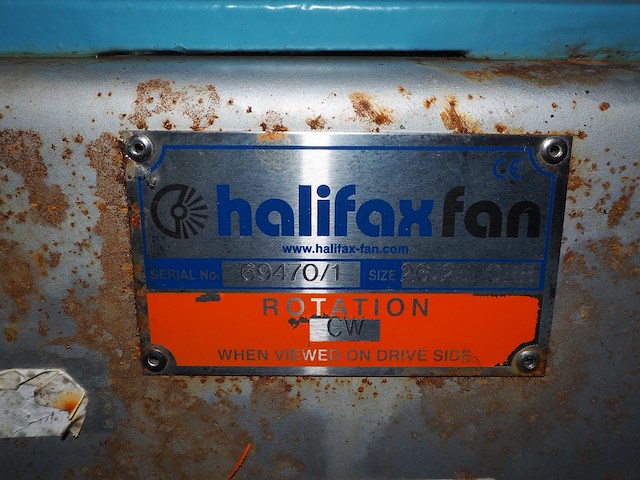 CE
halifax fan
www.halifax-fan.com
SERIAL No. 69470/1 SIZE
ROTATION
CW
WHEN VIEWED ON DRIVE SIDE